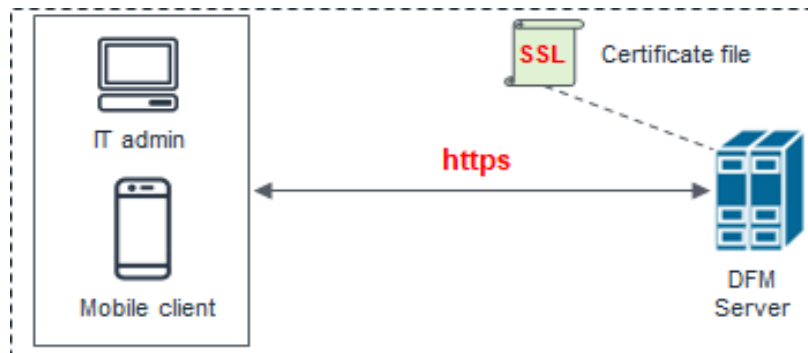 SSL
Certificate file
IT admin
https
Mobile client
DFM
Server